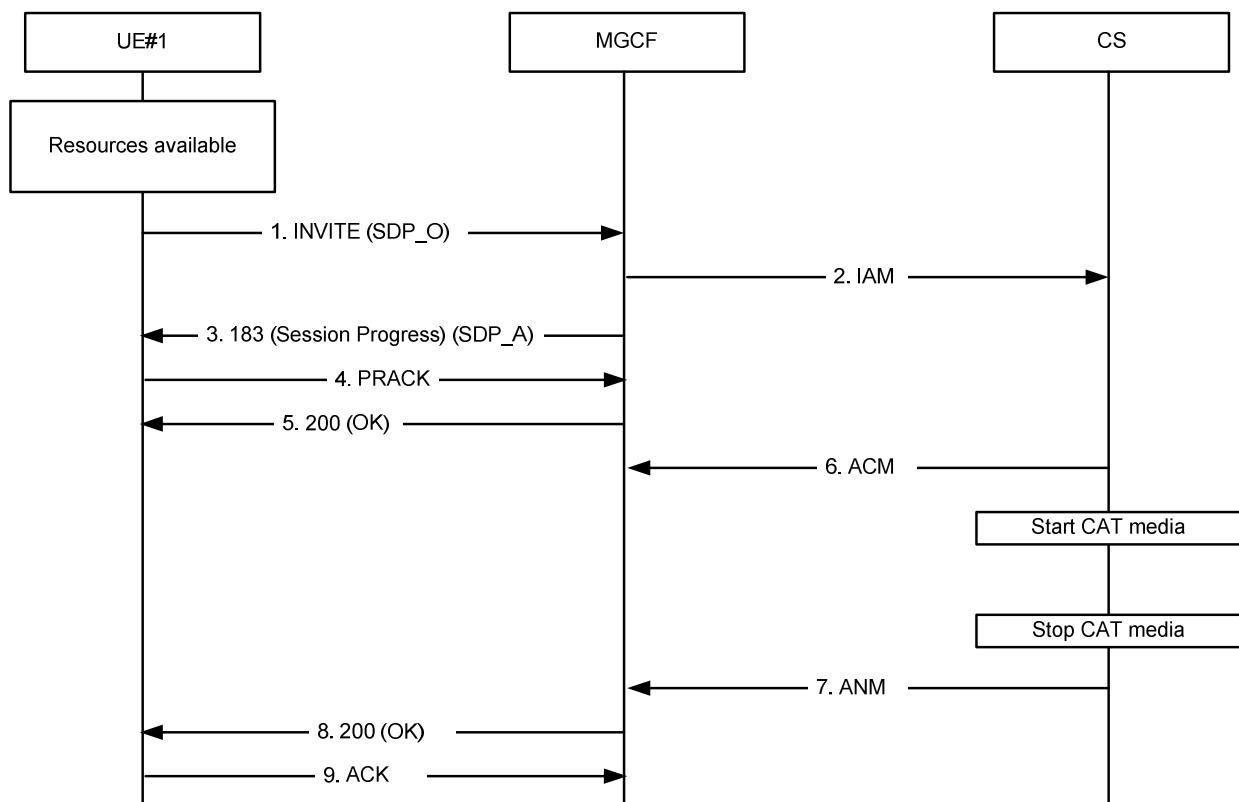 UE#1
MGCF
CS
Resources available
1. INVITE (SDP_O)
2. IAM
3. 183 (Session Progress) (SDP_A)
4. PRACK
5. 200 (OK)
6. ACM
Start CAT media
Stop CAT media
7. ANM
8. 200 (OK)
9. ACK